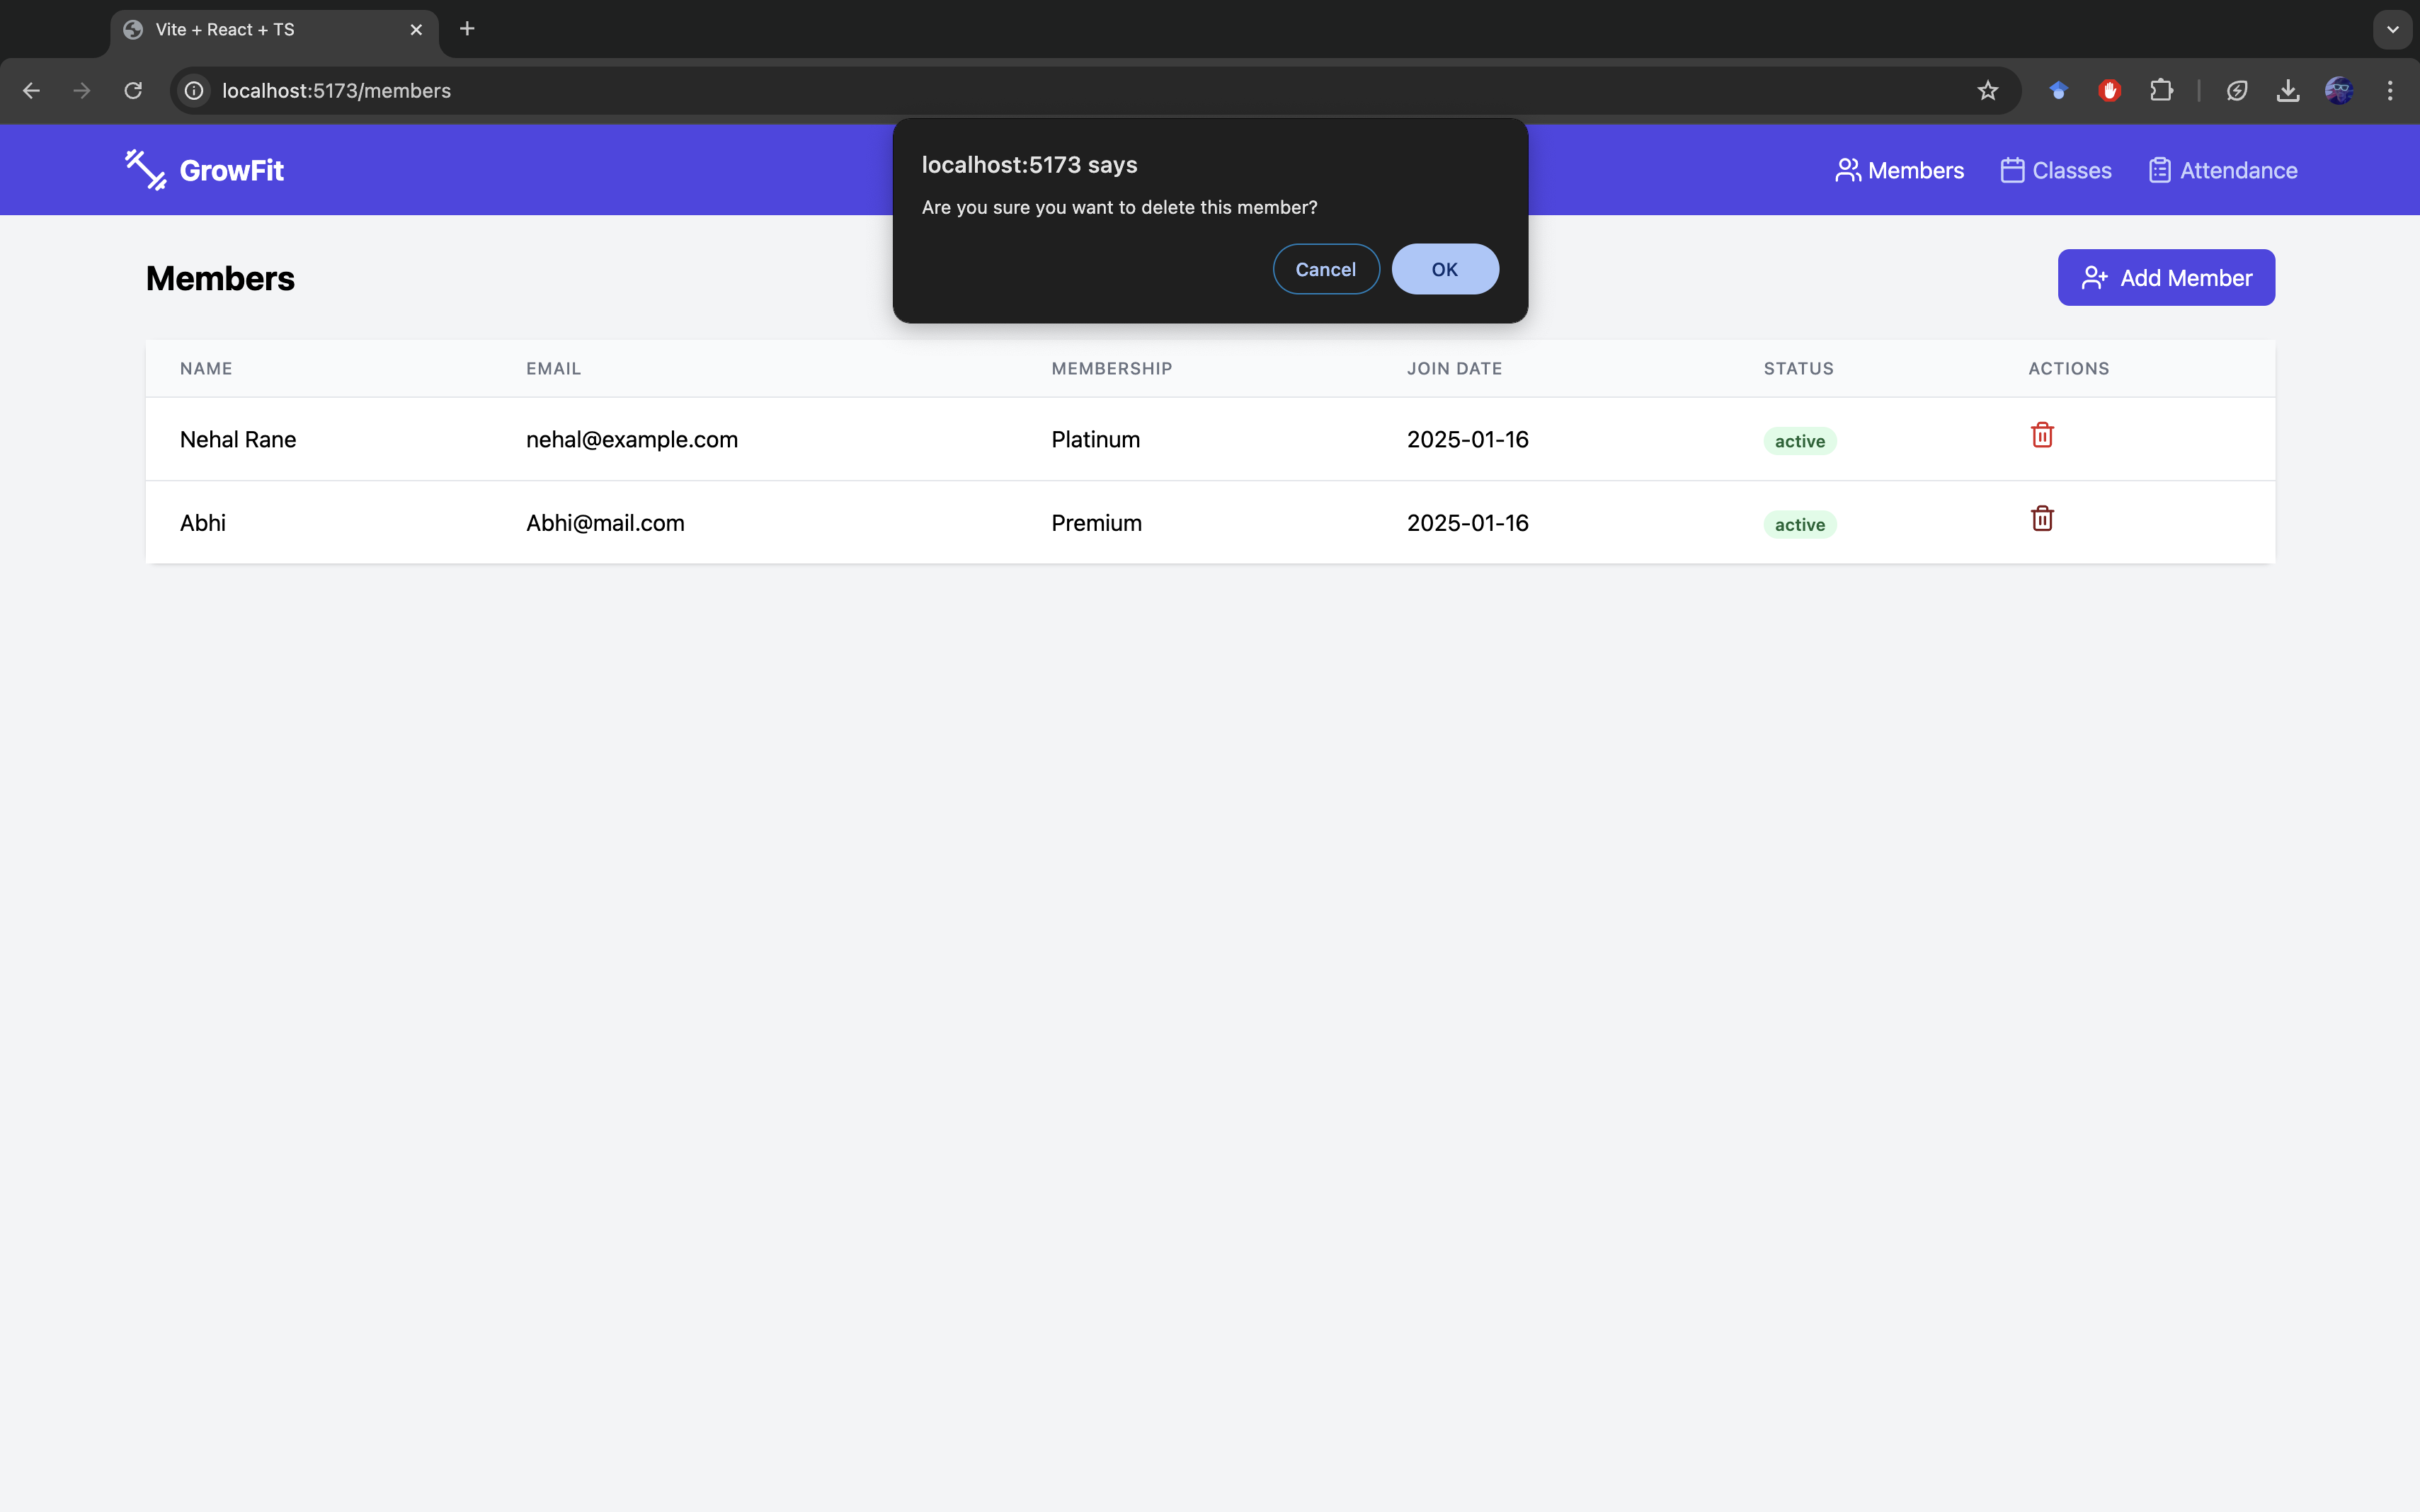 Vite + React + TS
localhost:5173/members
GrowFit
Members
Classes
Attendance
localhost:5173 says
Are you sure you want to delete this member?
Cancel
OK
Members
Add Member
NAME EMAIL MEMBERSHIP JOIN DATE STATUS ACTIONS
Nehal Rane nehal@example.com Platinum 2025-01-16 active
Abhi Abhi@mail.com Premium 2025-01-16 active